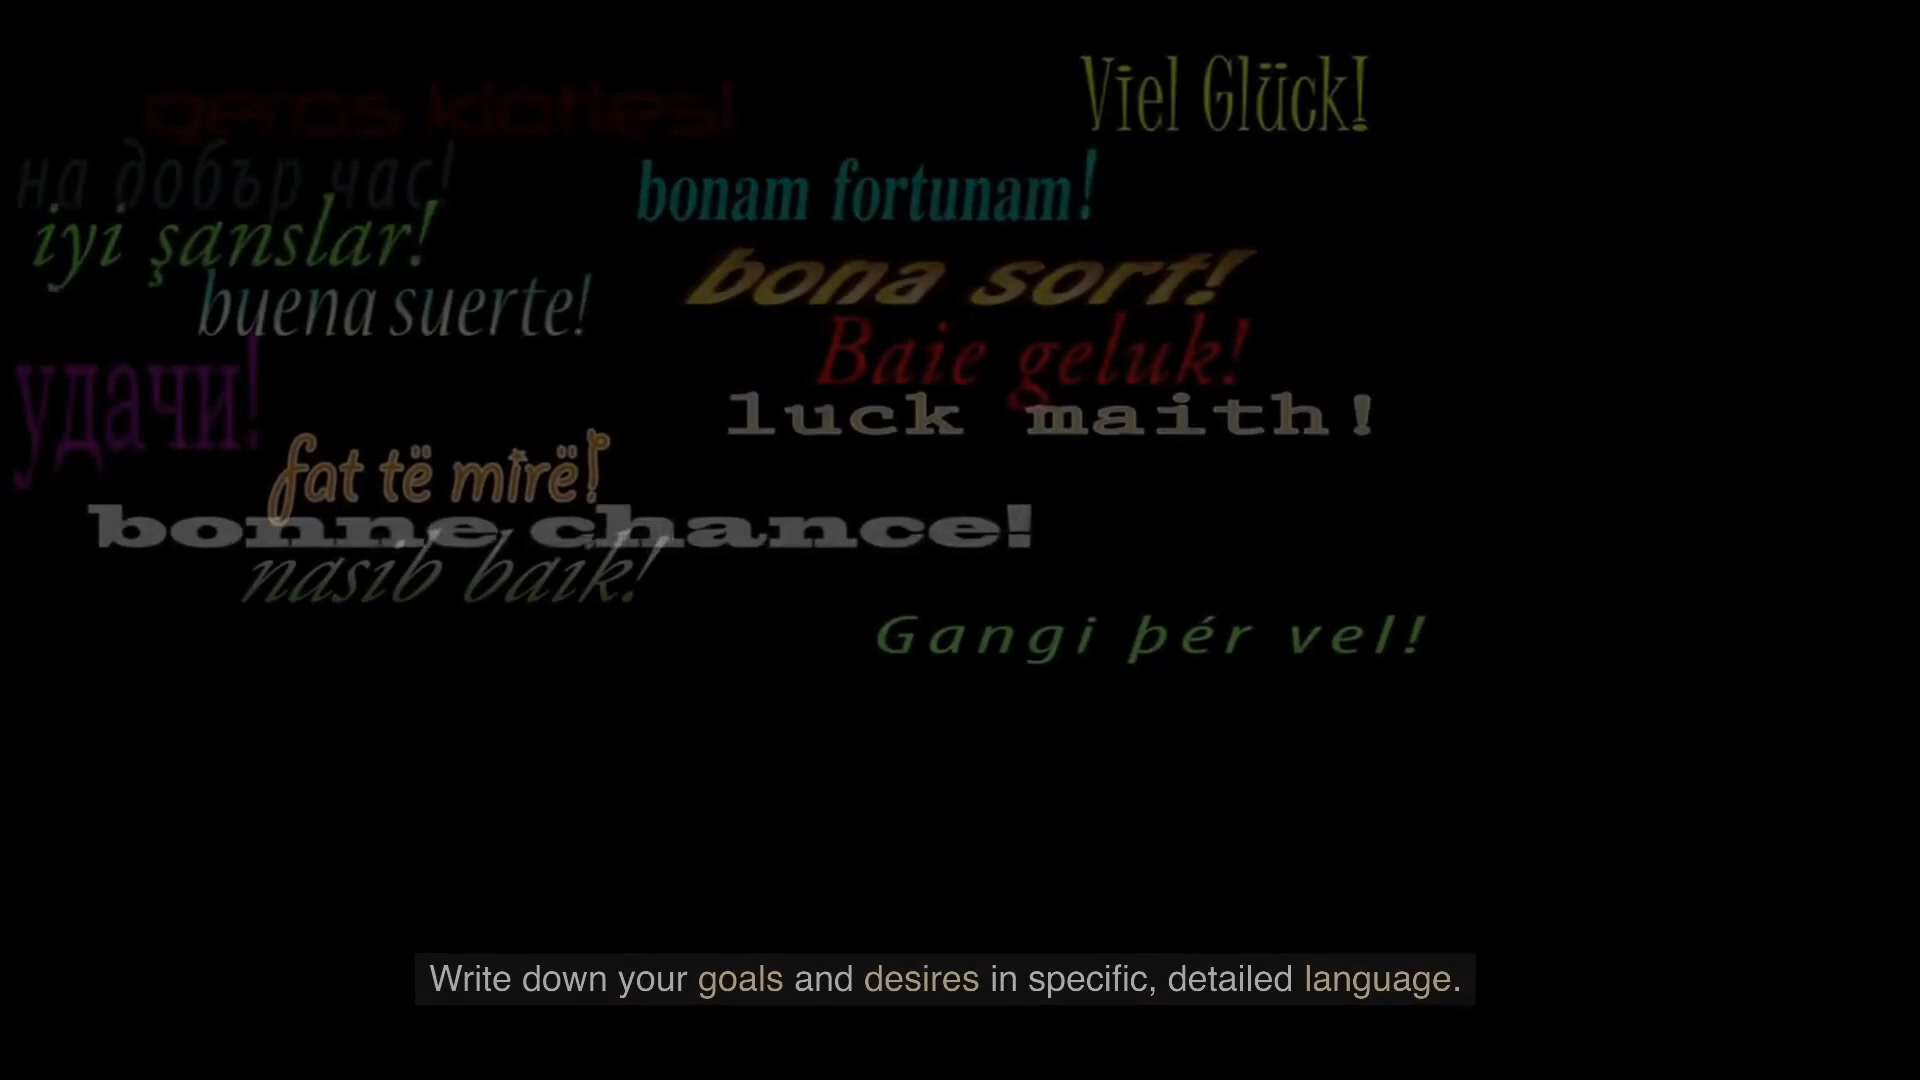 geros kloties!
Viel Glück!
на добър час!
bonam fortunam!
iyi şanslar!
bona sort!
buena suerte!
Baie geluk!
удачи!
luck maith!
fat të mirë!
bonne chance!
nasib baik!
Gangi þér vel!
Write down your goals and desires in specific, detailed language.